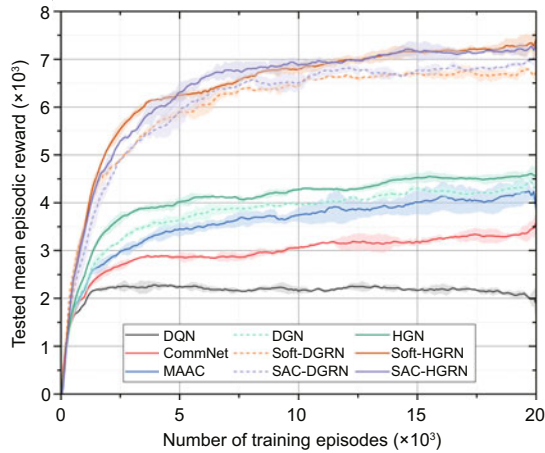 Tested mean episodic reward (×10³)
8
7
6
5
4
3
2
1
0
DQN DGN HGN
CommNet Soft-DGRN Soft-HGRN
MAAC SAC-DGRN SAC-HGRN
0 5 10 15 20
Number of training episodes (×10³)